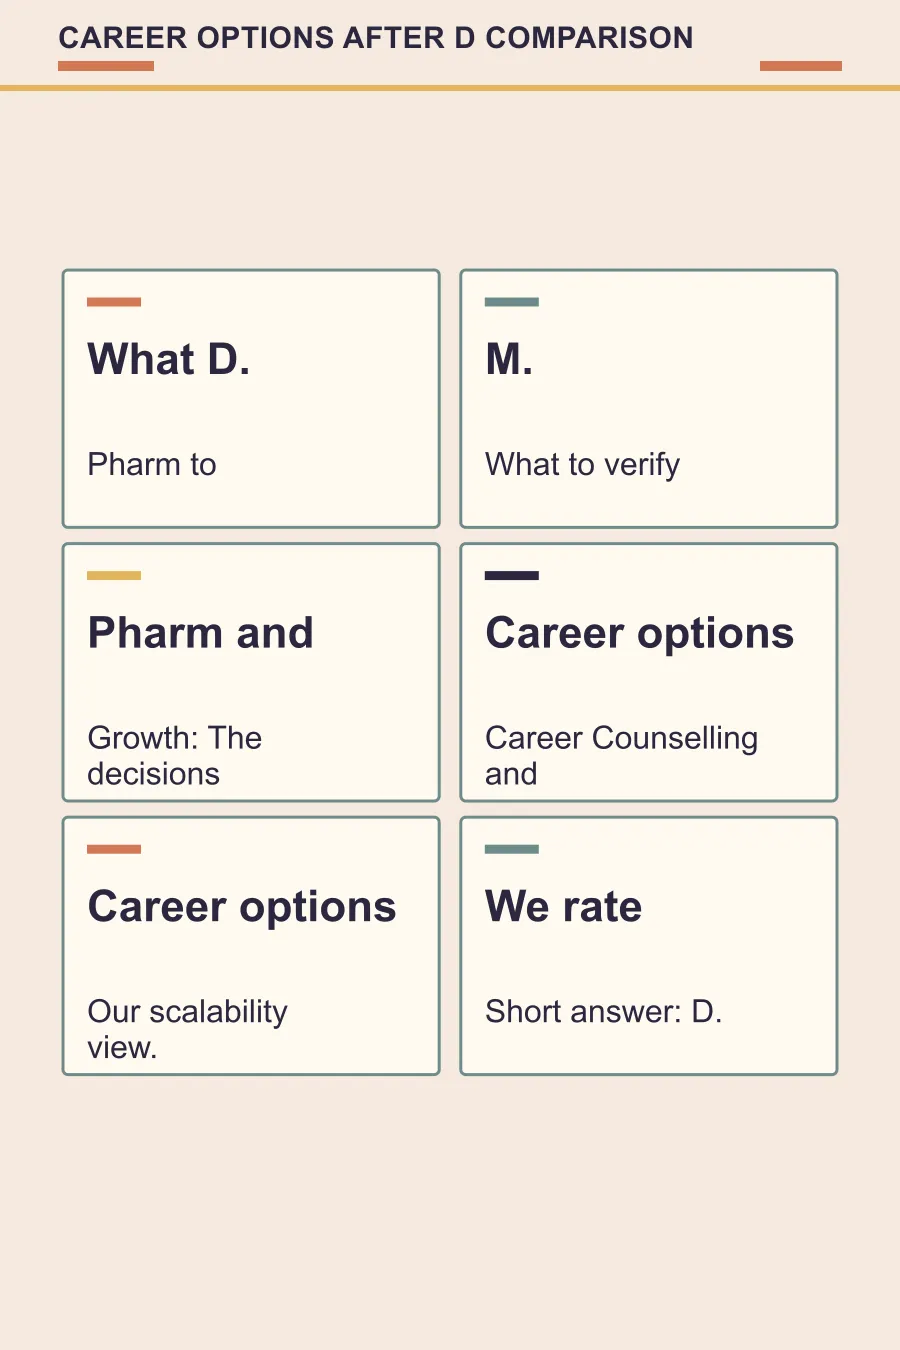 CAREER OPTIONS AFTER D COMPARISON
What D.
Pharm to
M.
What to verify
Pharm and
Growth: The
decisions
Career options
Career Counselling
and
Career options
Our scalability
view.
We rate
Short answer: D.